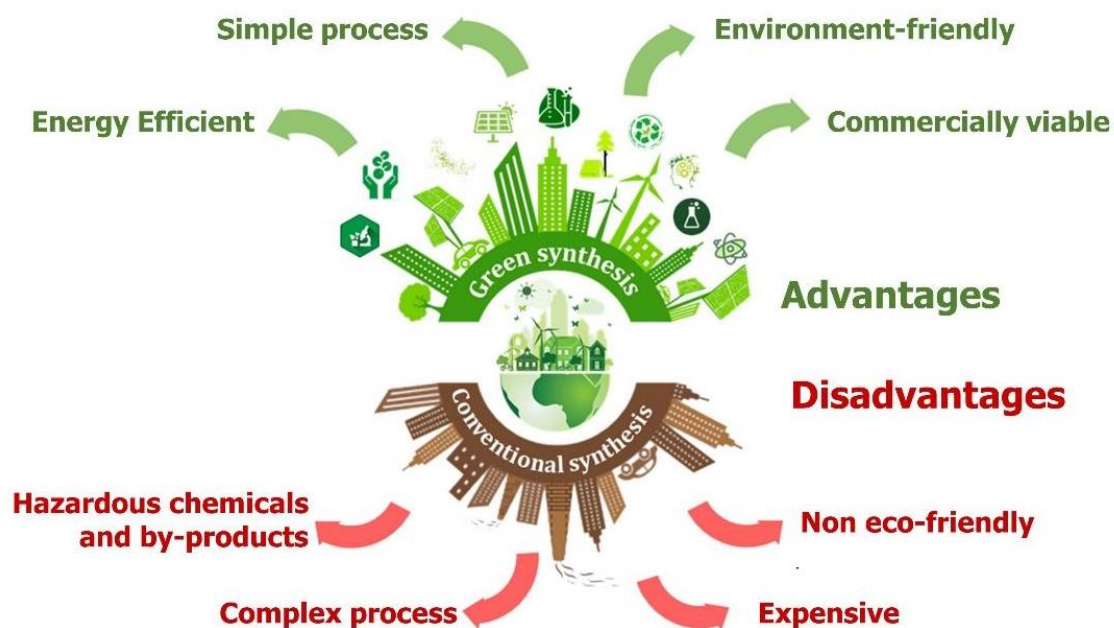 Simple process
Environment-friendly
Energy Efficient
Commercially viable
Green synthesis
Advantages
Disadvantages
Conventional synthesis
Hazardous chemicals
and by-products
Non eco-friendly
Complex process
Expensive